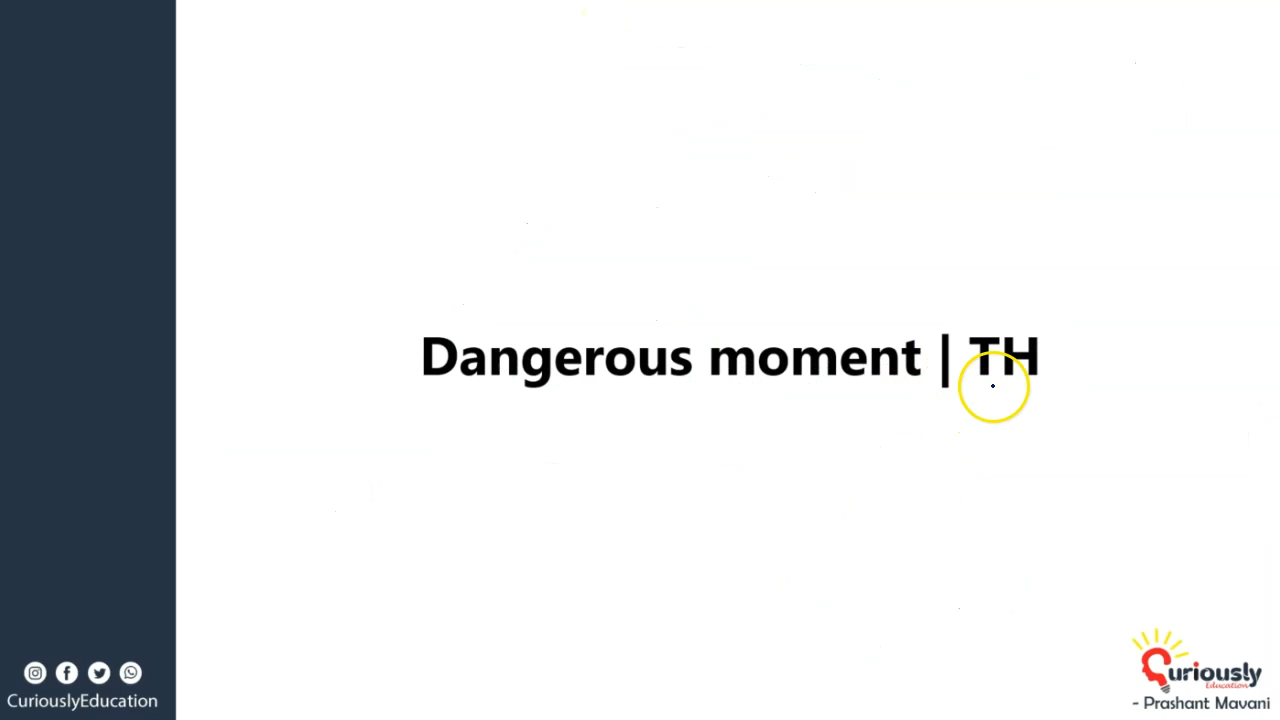 Dangerous moment | TH
CuriouslyEducation
Curiously
Education
- Prashant Mavani